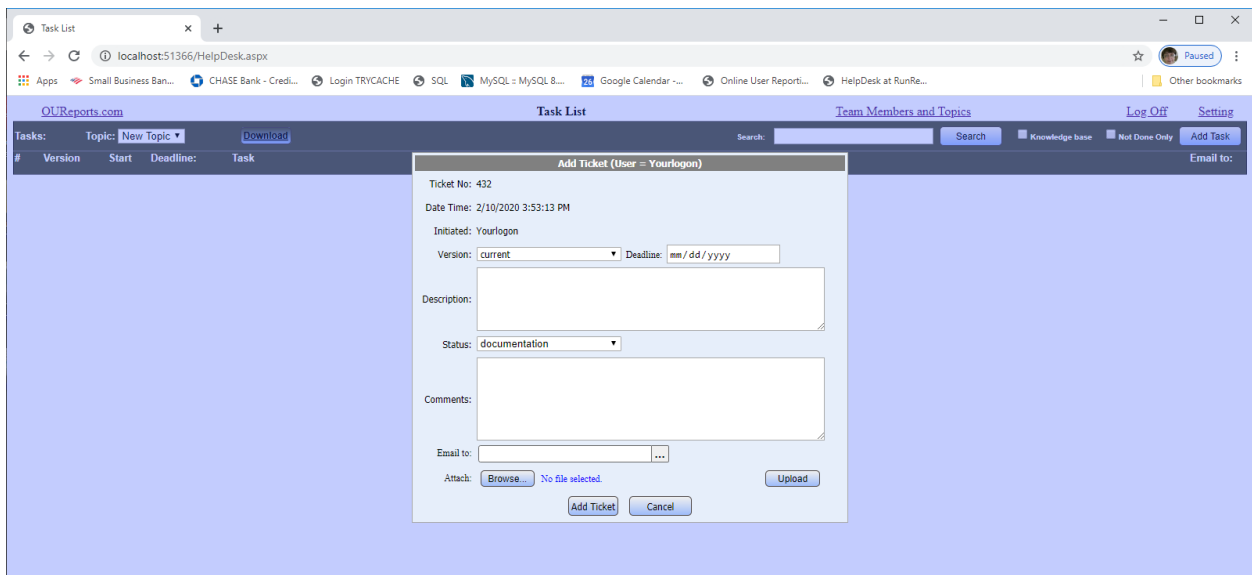 Task List
localhost:51366/HelpDesk.aspx
Paused
Apps Small Business Ban... CHASE Bank - Credi... Login TRYCACHE SQL MySQL :: MySQL 8.... 26 Google Calendar -... Online User Reporti... HelpDesk at RunRe... Other bookmarks
OUReports.com Task List Team Members and Topics Log Off Setting
Tasks: Topic: New Topic Download Search: Search Knowledge base Not Done Only Add Task
# Version Start Deadline: Task Email to:
Add Ticket (User = Yourlogon)
Ticket No: 432
Date Time: 2/10/2020 3:53:13 PM
Initiated: Yourlogon
Version: current Deadline: mm/dd/yyyy
Description:
Status: documentation
Comments:
Email to: ...
Attach: Browse... No file selected. Upload
Add Ticket Cancel